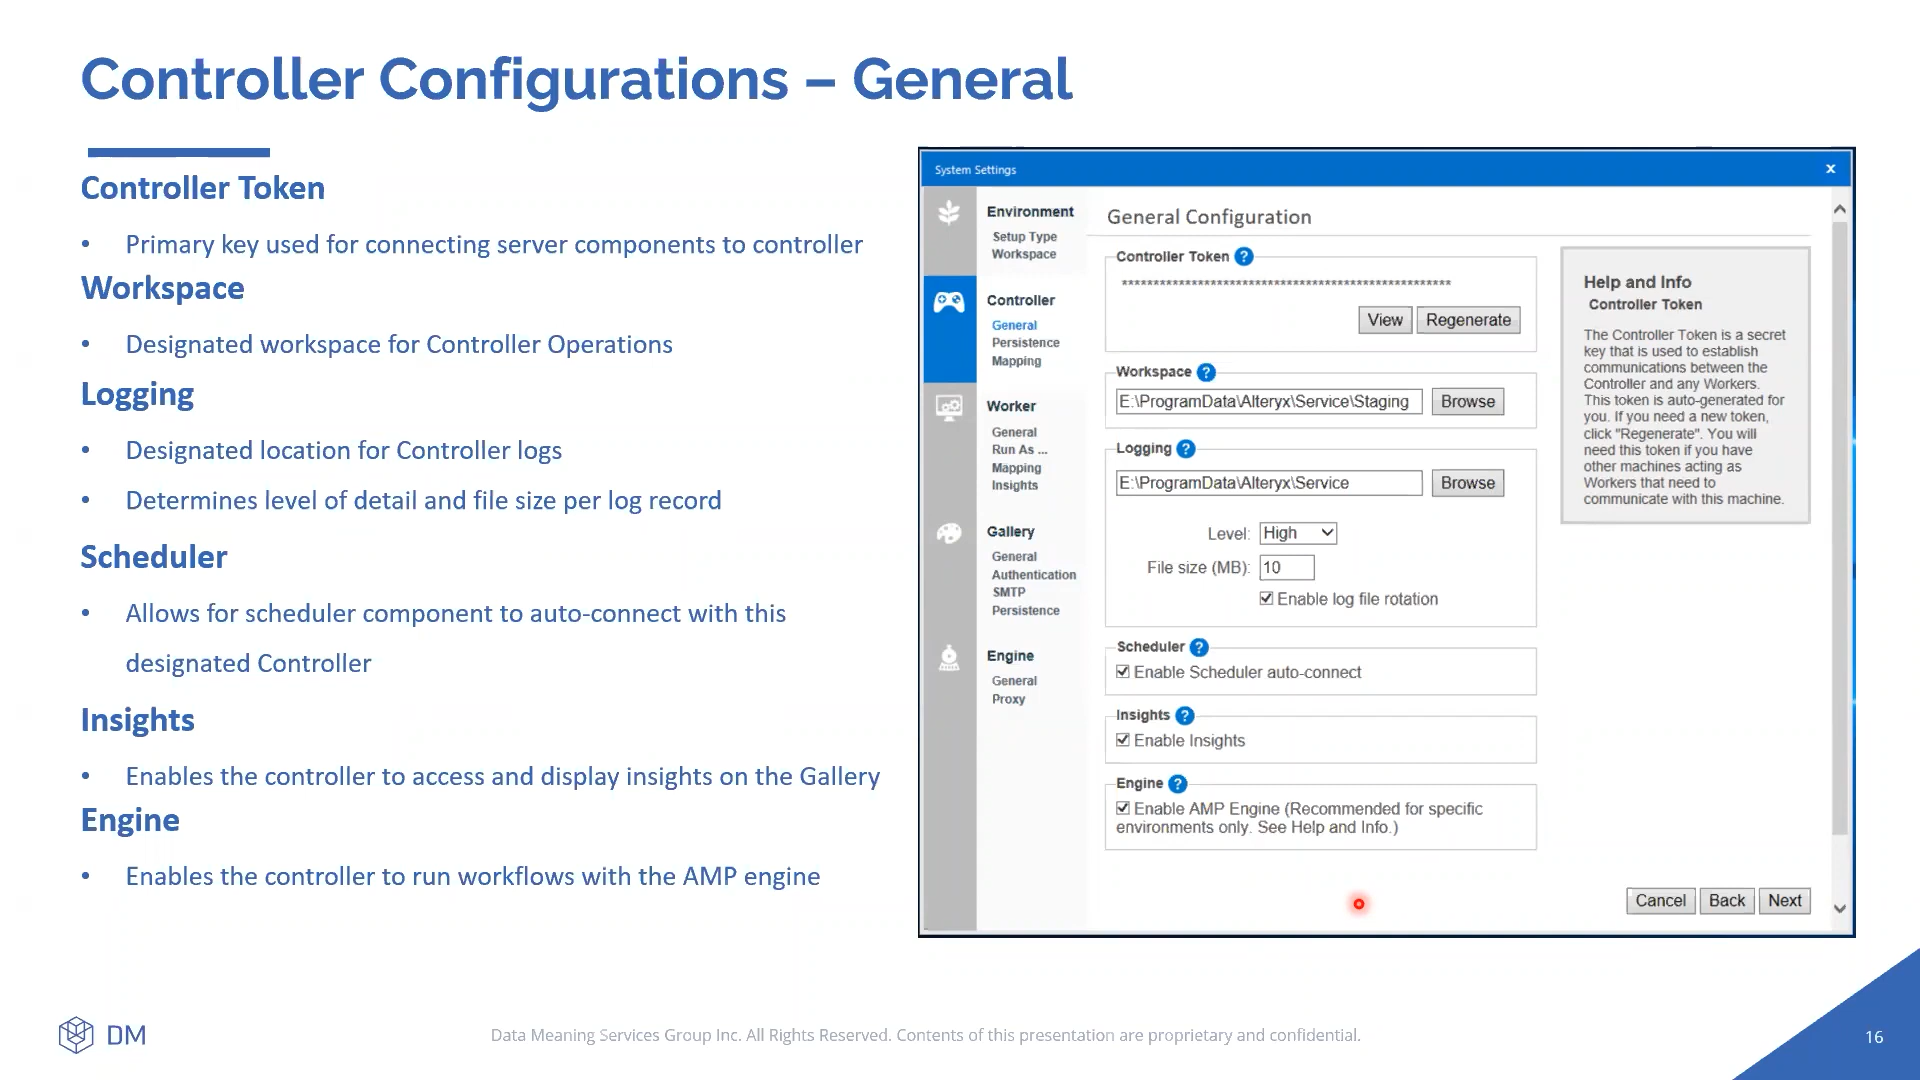 Controller Configurations – General
Controller Token
• Primary key used for connecting server components to controller
Workspace
• Designated workspace for Controller Operations
Logging
• Designated location for Controller logs
• Determines level of detail and file size per log record
Scheduler
• Allows for scheduler component to auto-connect with this
designated Controller
Insights
• Enables the controller to access and display insights on the Gallery
Engine
• Enables the controller to run workflows with the AMP engine
System Settings
x
Environment
Setup Type
Workspace
Controller
General
Persistence
Mapping
Worker
General
Run As ...
Mapping
Insights
Gallery
General
Authentication
SMTP
Persistence
Engine
General
Proxy
General Configuration
Controller Token ?
****************************************************
View Regenerate
Workspace ?
E:\ProgramData\Alteryx\Service\Staging Browse
Logging ?
E:\ProgramData\Alteryx\Service Browse
Level: High
File size (MB): 10
Enable log file rotation
Scheduler ?
Enable Scheduler auto-connect
Insights ?
Enable Insights
Engine ?
Enable AMP Engine (Recommended for specific
environments only. See Help and Info.)
Help and Info
Controller Token
The Controller Token is a secret
key that is used to establish
communications between the
Controller and any Workers.
This token is auto-generated for
you. If you need a new token,
click "Regenerate". You will
need this token if you have
other machines acting as
Workers that need to
communicate with this machine.
Cancel Back Next
DM
Data Meaning Services Group Inc. All Rights Reserved. Contents of this presentation are proprietary and confidential.
16